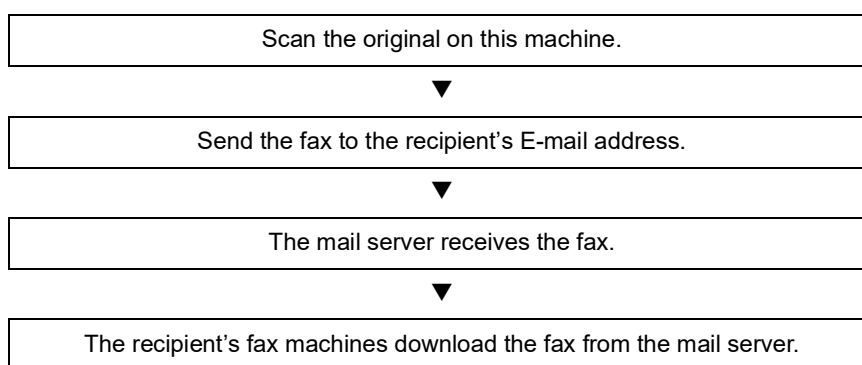 Scan the original on this machine.
Send the fax to the recipient’s E-mail address.
The mail server receives the fax.
The recipient’s fax machines download the fax from the mail server.